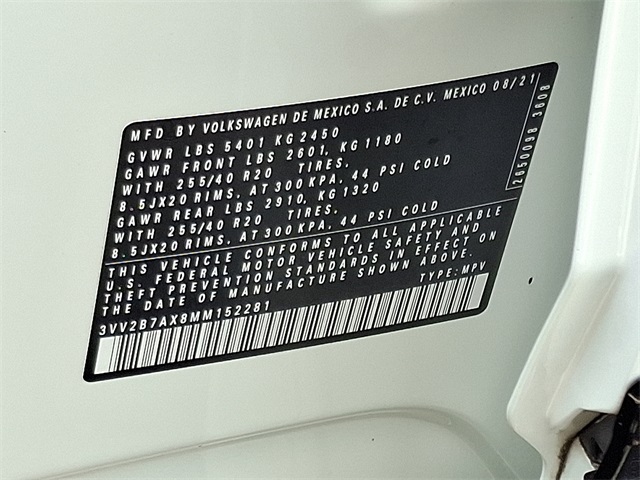 MFD BY VOLKSWAGEN DE MEXICO S.A. DE C.V. MEXICO 08/21
GVWR LBS 5401 KG 2450
GAWR FRONT LBS 2601, KG 1180
WITH 255/40 R20 TIRES,
8.5JX20 RIMS, AT 300 KPA, 44 PSI COLD
GAWR REAR LBS 2910, KG 1320
WITH 255/40 R20 TIRES,
8.5JX20 RIMS, AT 300 KPA, 44 PSI COLD
THIS VEHICLE CONFORMS TO ALL APPLICABLE
U.S. FEDERAL MOTOR VEHICLE SAFETY AND
THEFT PREVENTION STANDARDS IN EFFECT ON
THE DATE OF MANUFACTURE SHOWN ABOVE.
3VV2B7AX8MM152281 TYPE: MPV
2650098 3608